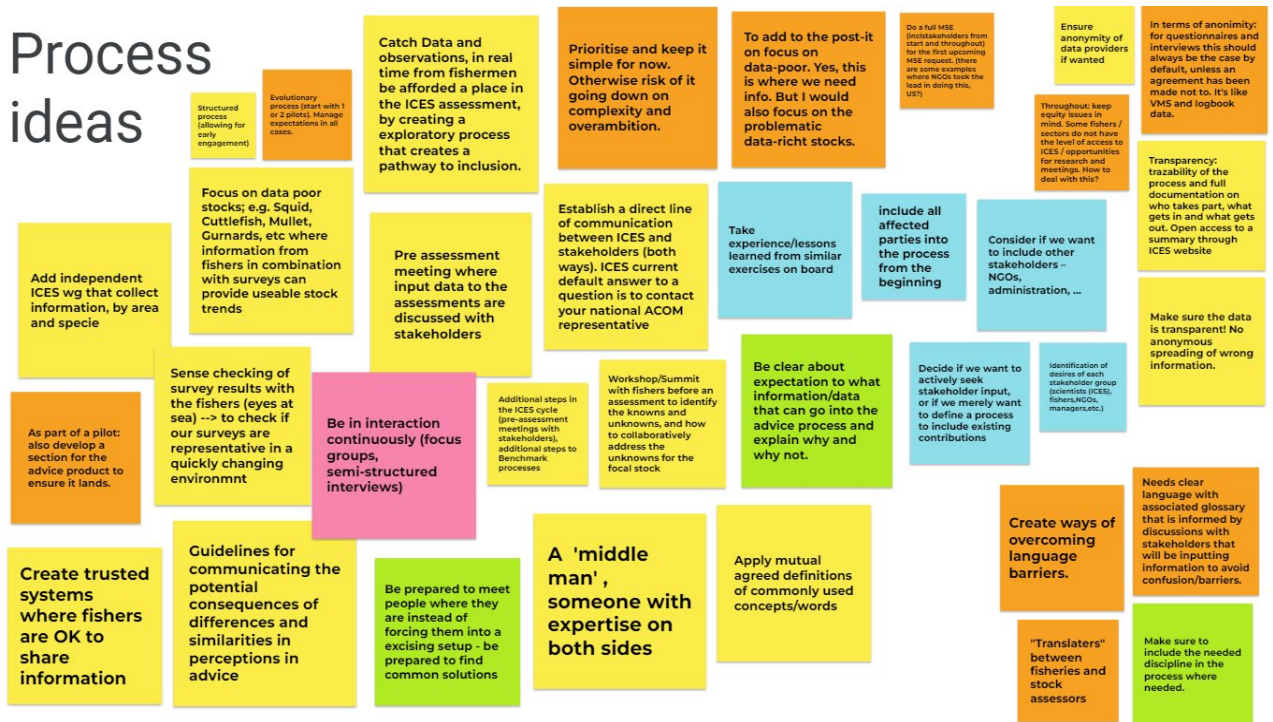 Process
ideas
Structured
process
(allowing for
early
engagement)
Evolutionary
process (start with 1
or 2 pilots). Manage
expectations in all
cases.
Catch Data and
observations, in real
time from fishermen
be afforded a place in
the ICES assessment,
by creating a
exploratory process
that creates a
pathway to inclusion.
Prioritise and keep it
simple for now.
Otherwise risk of it
going down on
complexity and
overambition.
To add to the post-it
on focus on
data-poor. Yes, this
is where we need
info. But I would
also focus on the
problematic
data-richt stocks.
Do a full MSE
(inclstakeholders from
start and throughout)
for the first upcoming
MSE request. (there
are some examples
where NGOs took the
lead in doing this,
US?)
Ensure
anonymity of
data providers
if wanted
In terms of anonimity:
for questionnaires and
interviews this should
always be the case by
default, unless an
agreement has been
made not to. It's like
VMS and logbook
data.
Throughout: keep
equity issues in
mind. Some fishers /
sectors do not have
the level of access to
ICES / opportunities
for research and
meetings. How to
deal with this?
Transparency:
trazability of the
process and full
documentation on
who takes part, what
gets in and what gets
out. Open access to a
summary through
ICES website
Add independent
ICES wg that collect
information, by area
and specie
Focus on data poor
stocks; e.g. Squid,
Cuttlefish, Mullet,
Gurnards, etc where
information from
fishers in combination
with surveys can
provide useable stock
trends
Pre assessment
meeting where
input data to the
assessments are
discussed with
stakeholders
Establish a direct line
of communication
between ICES and
stakeholders (both
ways). ICES current
default answer to a
question is to contact
your national ACOM
representative
Take
experience/lessons
learned from similar
exercises on board
include all
affected
parties into
the process
from the
beginning
Consider if we want
to include other
stakeholders –
NGOs,
administration, ...
Make sure the data
is transparent! No
anonymous
spreading of wrong
information.
As part of a pilot:
also develop a
section for the
advice product to
ensure it lands.
Sense checking of
survey results with
the fishers (eyes at
sea) --> to check if
our surveys are
representative in a
quickly changing
environmnt
Be in interaction
continuously (focus
groups,
semi-structured
interviews)
Additional steps in
the ICES cycle
(pre-assessment
meetings with
stakeholders),
additional steps to
Benchmark
processes
Workshop/Summit
with fishers before an
assessment to identify
the knowns and
unknowns, and how
to collaboratively
address the
unknowns for the
focal stock
Be clear about
expectation to what
information/data
that can go into the
advice process and
explain why and
why not.
Decide if we want to
actively seek
stakeholder input,
or if we merely want
to define a process
to include existing
contributions
Identification of
desires of each
stakeholder group
(scientists (ICES),
fishers,NGOs,
managers,etc.)
Create trusted
systems
where fishers
are OK to
share
information
Guidelines for
communicating the
potential
consequences of
differences and
similarities in
perceptions in
advice
Be prepared to meet
people where they
are instead of
forcing them into a
excising setup - be
prepared to find
common solutions
A 'middle
man' ,
someone with
expertise on
both sides
Apply mutual
agreed definitions
of commonly used
concepts/words
Create ways of
overcoming
language
barriers.
Needs clear
language with
associated glossary
that is informed by
discussions with
stakeholders that
will be inputting
information to avoid
confusion/barriers.
"Translaters"
between
fisheries and
stock
assessors
Make sure to
include the needed
discipline in the
process where
needed.